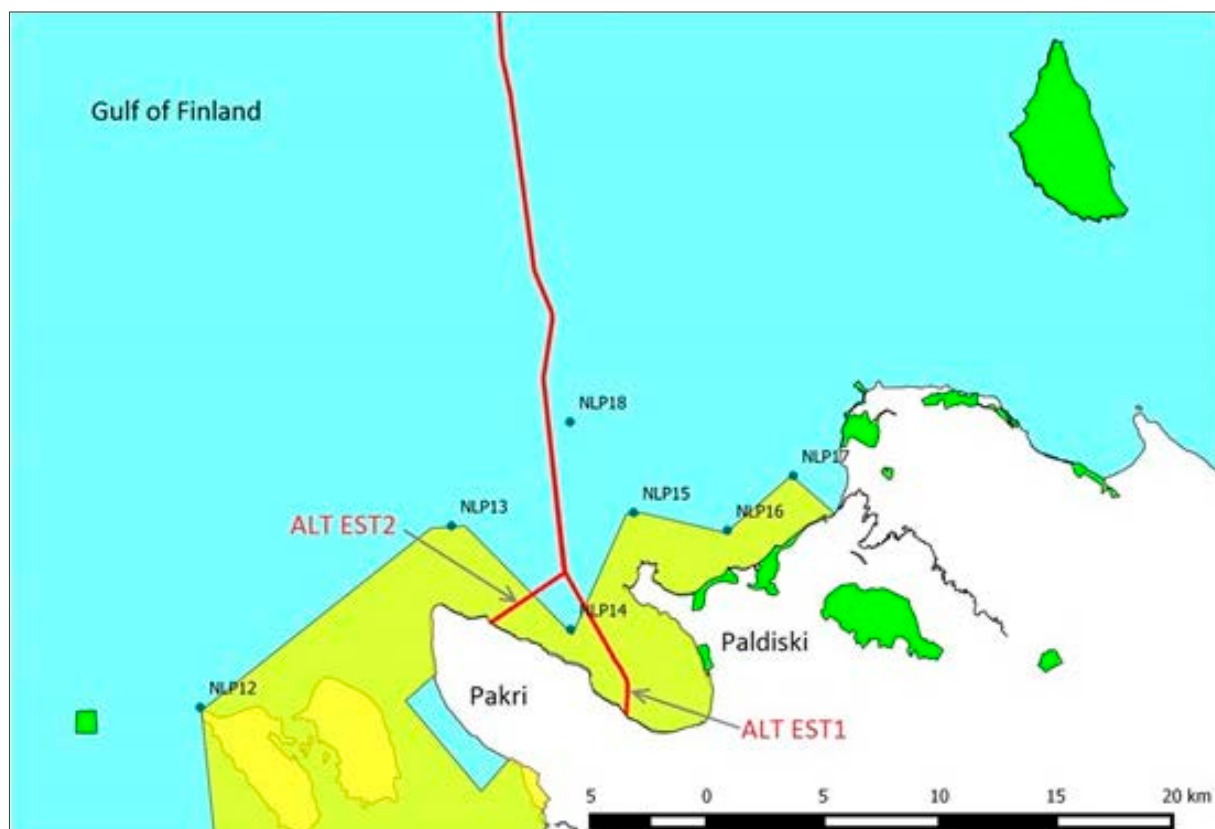 Gulf of Finland
NLP18
NLP17
NLP15
NLP13
NLP16
ALT EST2
NLP14
Paldiski
NLP12
Pakri
ALT EST1
5 0 5 10 15 20 km